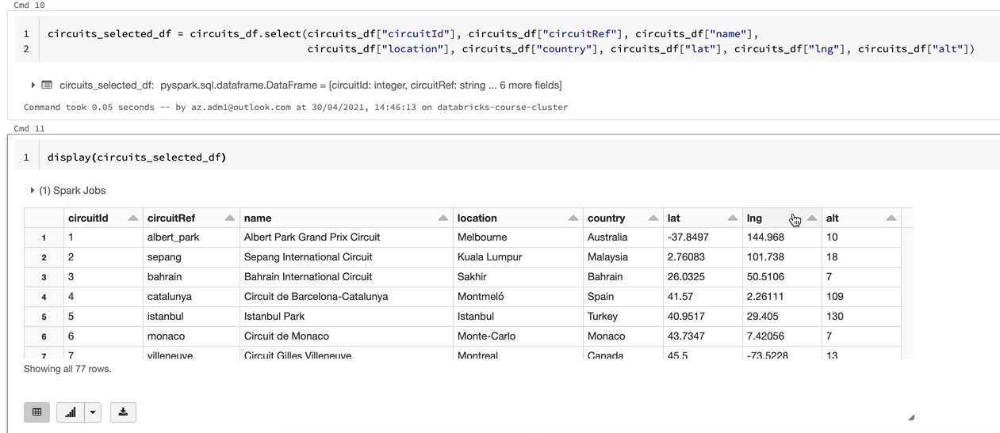 Cmd 10
1 circuits_selected_df = circuits_df.select(circuits_df["circuitId"], circuits_df["circuitRef"], circuits_df["name"],
2 circuits_df["location"], circuits_df["country"], circuits_df["lat"], circuits_df["lng"], circuits_df["alt"])
circuits_selected_df: pyspark.sql.dataframe.DataFrame = [circuitId: integer, circuitRef: string ... 6 more fields]
Command took 0.05 seconds -- by az.adm1@outlook.com at 30/04/2021, 14:46:13 on databricks-course-cluster
Cmd 11
1 display(circuits_selected_df)
(1) Spark Jobs
circuitId circuitRef name location country lat lng alt
1 1 albert_park Albert Park Grand Prix Circuit Melbourne Australia -37.8497 144.968 10
2 2 sepang Sepang International Circuit Kuala Lumpur Malaysia 2.76083 101.738 18
3 3 bahrain Bahrain International Circuit Sakhir Bahrain 26.0325 50.5106 7
4 4 catalunya Circuit de Barcelona-Catalunya Montmeló Spain 41.57 2.26111 109
5 5 istanbul Istanbul Park Istanbul Turkey 40.9517 29.405 130
6 6 monaco Circuit de Monaco Monte-Carlo Monaco 43.7347 7.42056 7
7 7 villeneuve Circuit Gilles Villeneuve Montreal Canada 45.5 -73.5228 13
Showing all 77 rows.